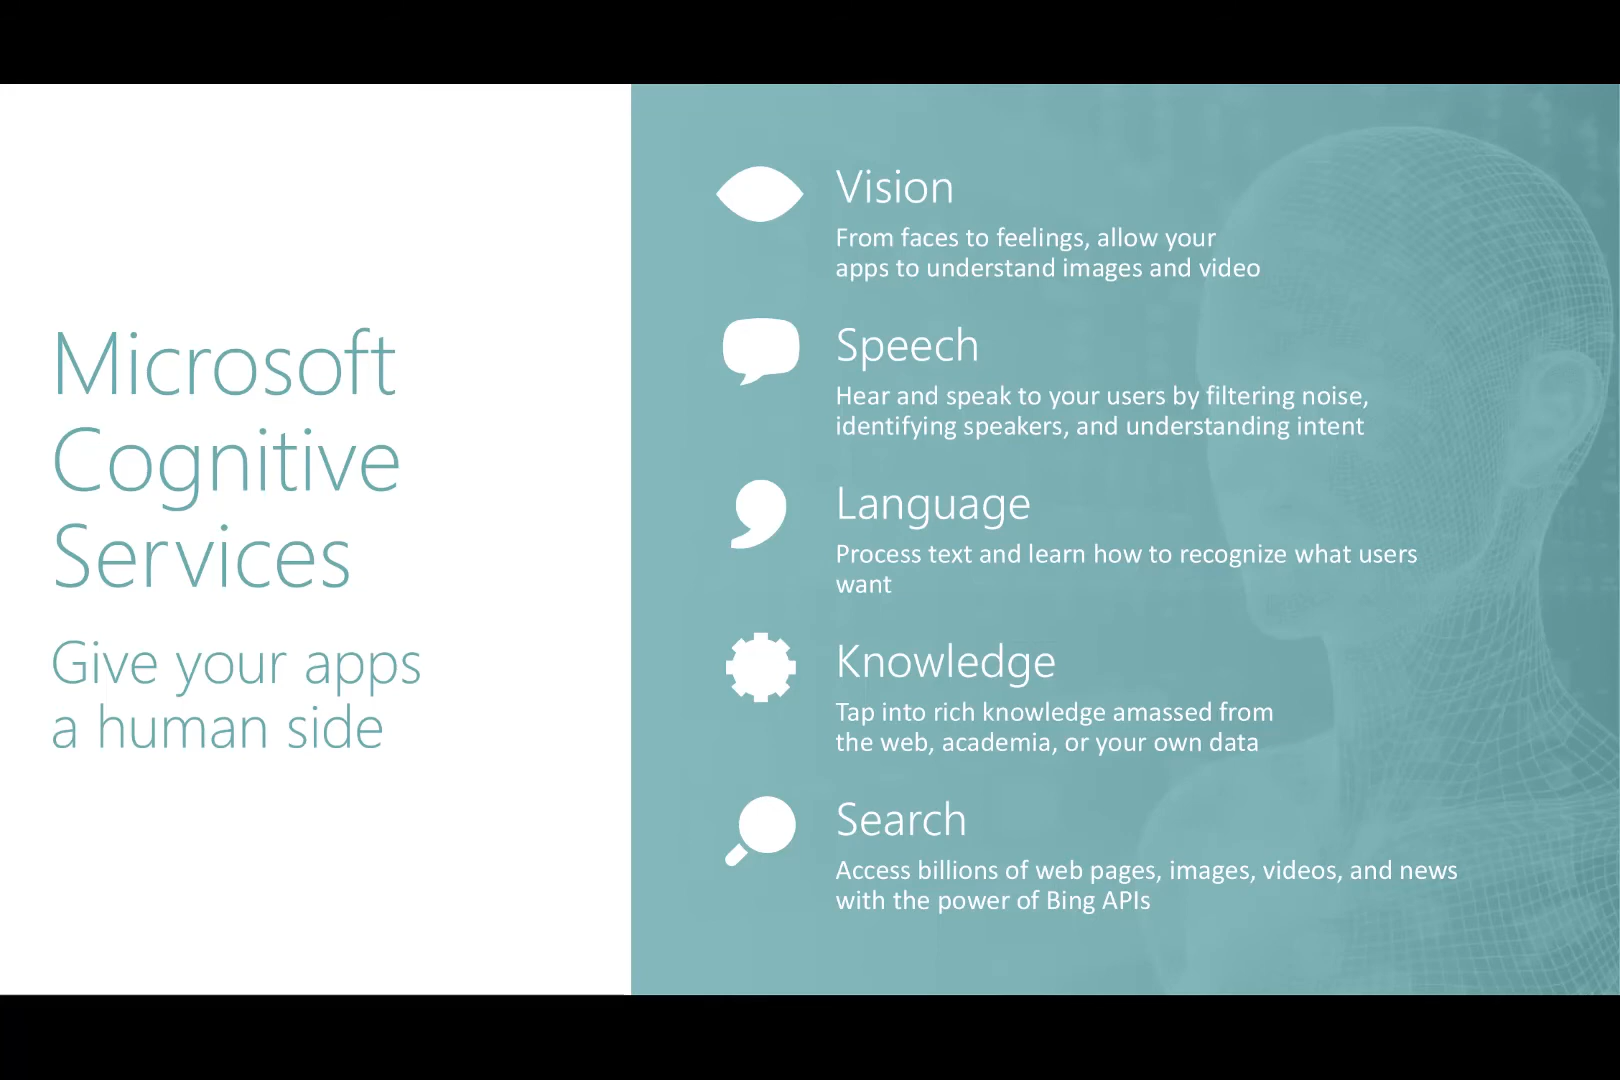 Microsoft
Cognitive
Services
Give your apps
a human side
Vision
From faces to feelings, allow your
apps to understand images and video
Speech
Hear and speak to your users by filtering noise,
identifying speakers, and understanding intent
Language
Process text and learn how to recognize what users
want
Knowledge
Tap into rich knowledge amassed from
the web, academia, or your own data
Search
Access billions of web pages, images, videos, and news
with the power of Bing APIs